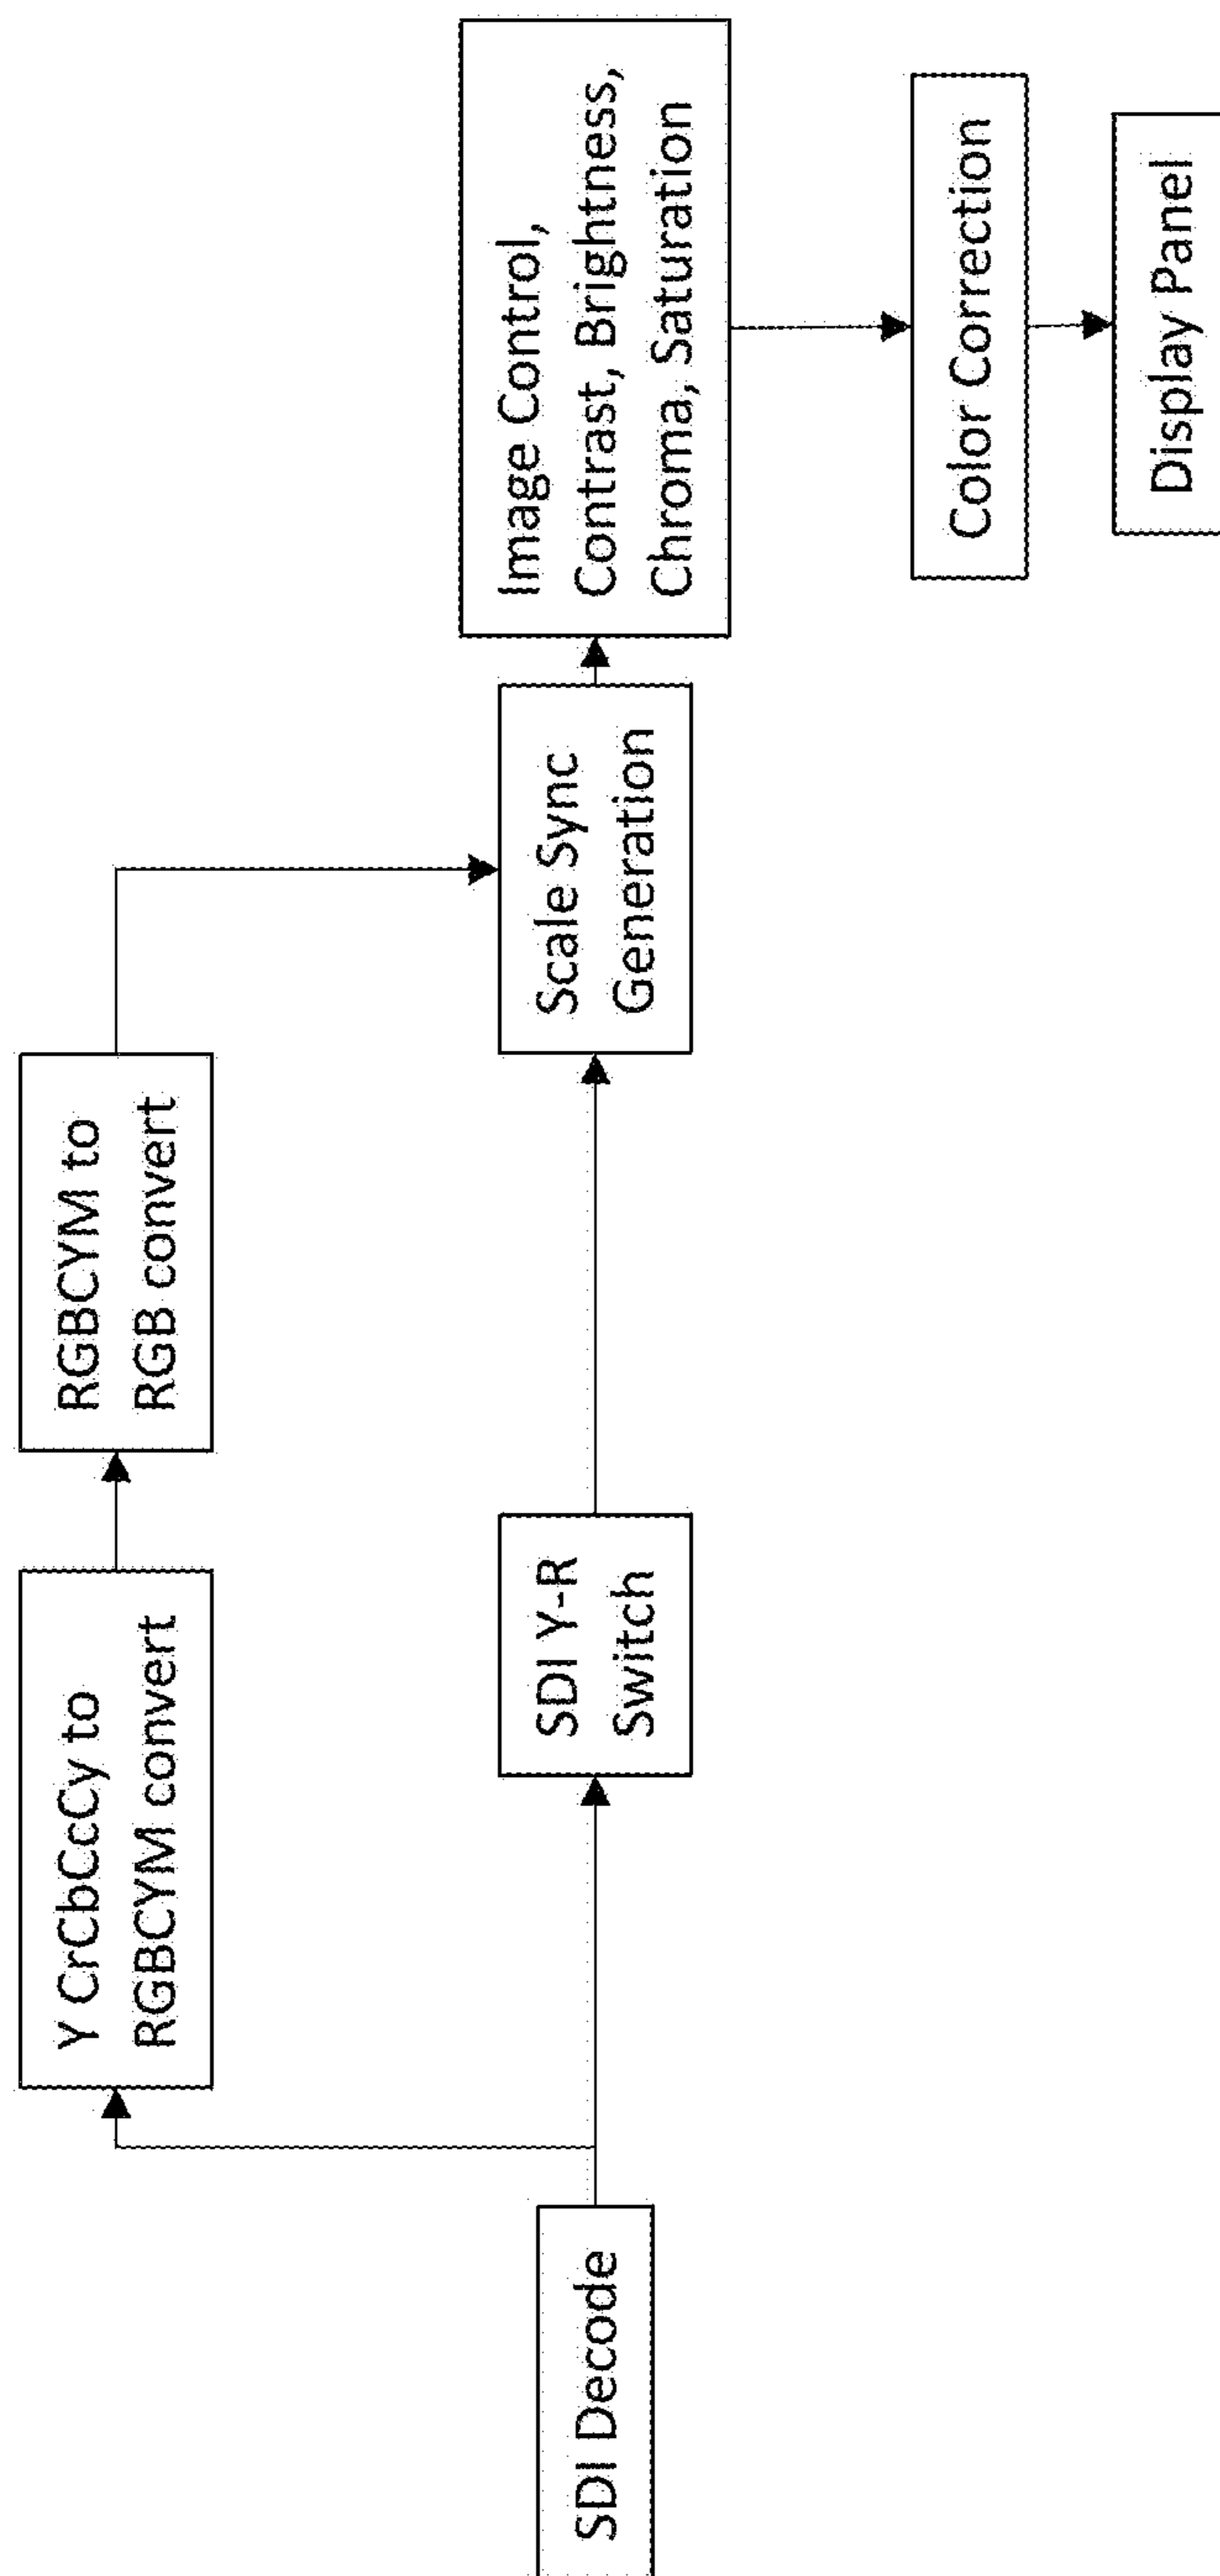 SDI Decode
Y CrCbCcCy to
RGBCYM convert
RGBCYM to
RGB convert
SDI Y-R
Switch
Scale Sync
Generation
Image Control,
Contrast, Brightness,
Chroma, Saturation
Color Correction
Display Panel